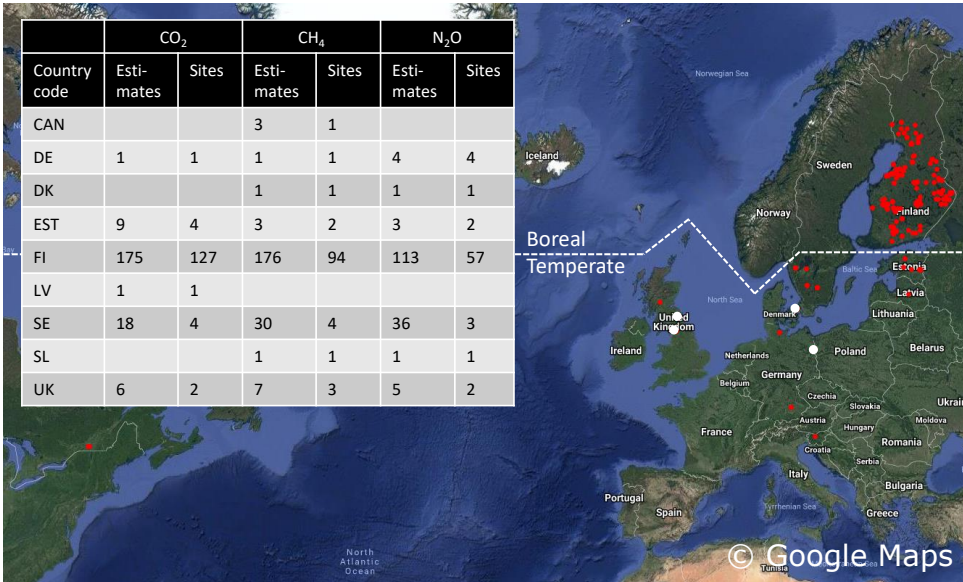 CO2 CH4 N2O
Country code Esti-mates Sites Esti-mates Sites Esti-mates Sites
CAN 3 1
DE 1 1 1 1 4 4
DK 1 1 1 1
EST 9 4 3 2 3 2
FI 175 127 176 94 113 57
LV 1 1
SE 18 4 30 4 36 3
SL 1 1 1 1
UK 6 2 7 3 5 2
Norwegian Sea
Iceland
Sweden
Norway
Finland
Boreal
Temperate
Baltic Sea
Estonia
North Sea
Latvia
Denmark
Lithuania
United
Kingdom
Ireland
Netherlands
Poland
Belarus
Germany
Belgium
Czechia
Slovakia
Ukrai
Austria
Hungary
Moldova
France
Romania
Croatia
Serbia
Italy
Bulgaria
Portugal
Spain
Tyrrhenian Sea
Greece
North
Atlantic
Ocean
Tunisia
© Google Maps